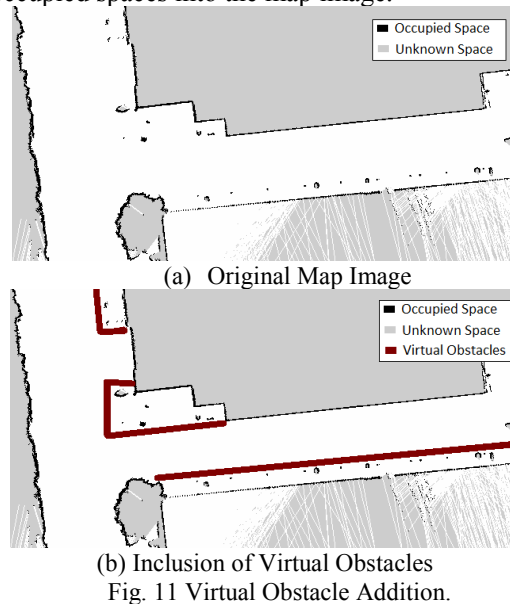 occupied spaces into the map image.
Occupied Space
Unknown Space
(a) Original Map Image
Occupied Space
Unknown Space
Virtual Obstacles
(b) Inclusion of Virtual Obstacles
Fig. 11 Virtual Obstacle Addition.